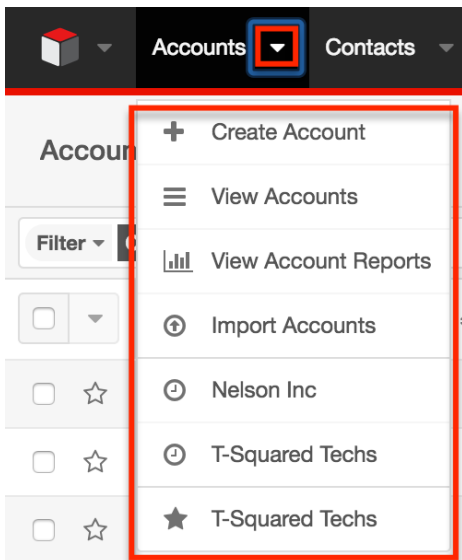 Accounts Contacts
Create Account
View Accounts
View Account Reports
Import Accounts
Nelson Inc
T-Squared Techs
T-Squared Techs
Accoun
Filter